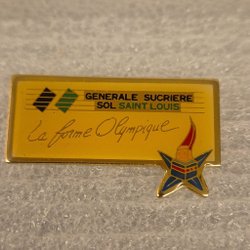 GENERALE SUCRIERE
SOL SAINT LOUIS
La forme Olympique